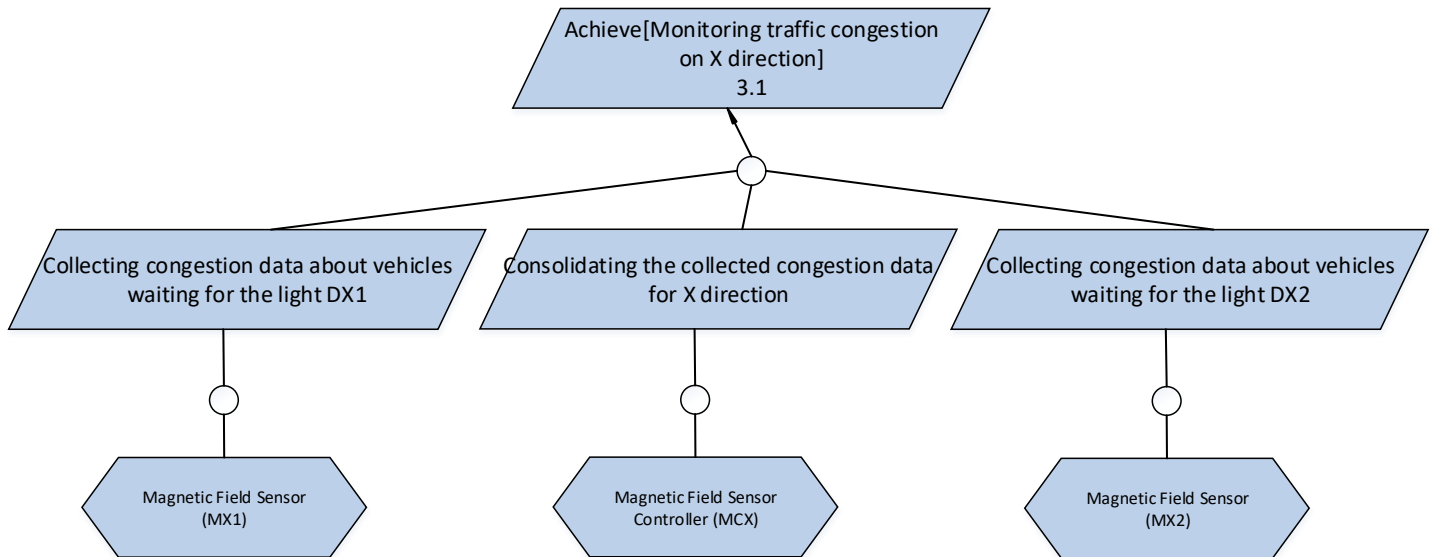 Achieve[Monitoring traffic congestion
on X direction]
3.1
Collecting congestion data about vehicles
waiting for the light DX1
Consolidating the collected congestion data
for X direction
Collecting congestion data about vehicles
waiting for the light DX2
Magnetic Field Sensor
(MX1)
Magnetic Field Sensor
Controller (MCX)
Magnetic Field Sensor
(MX2)